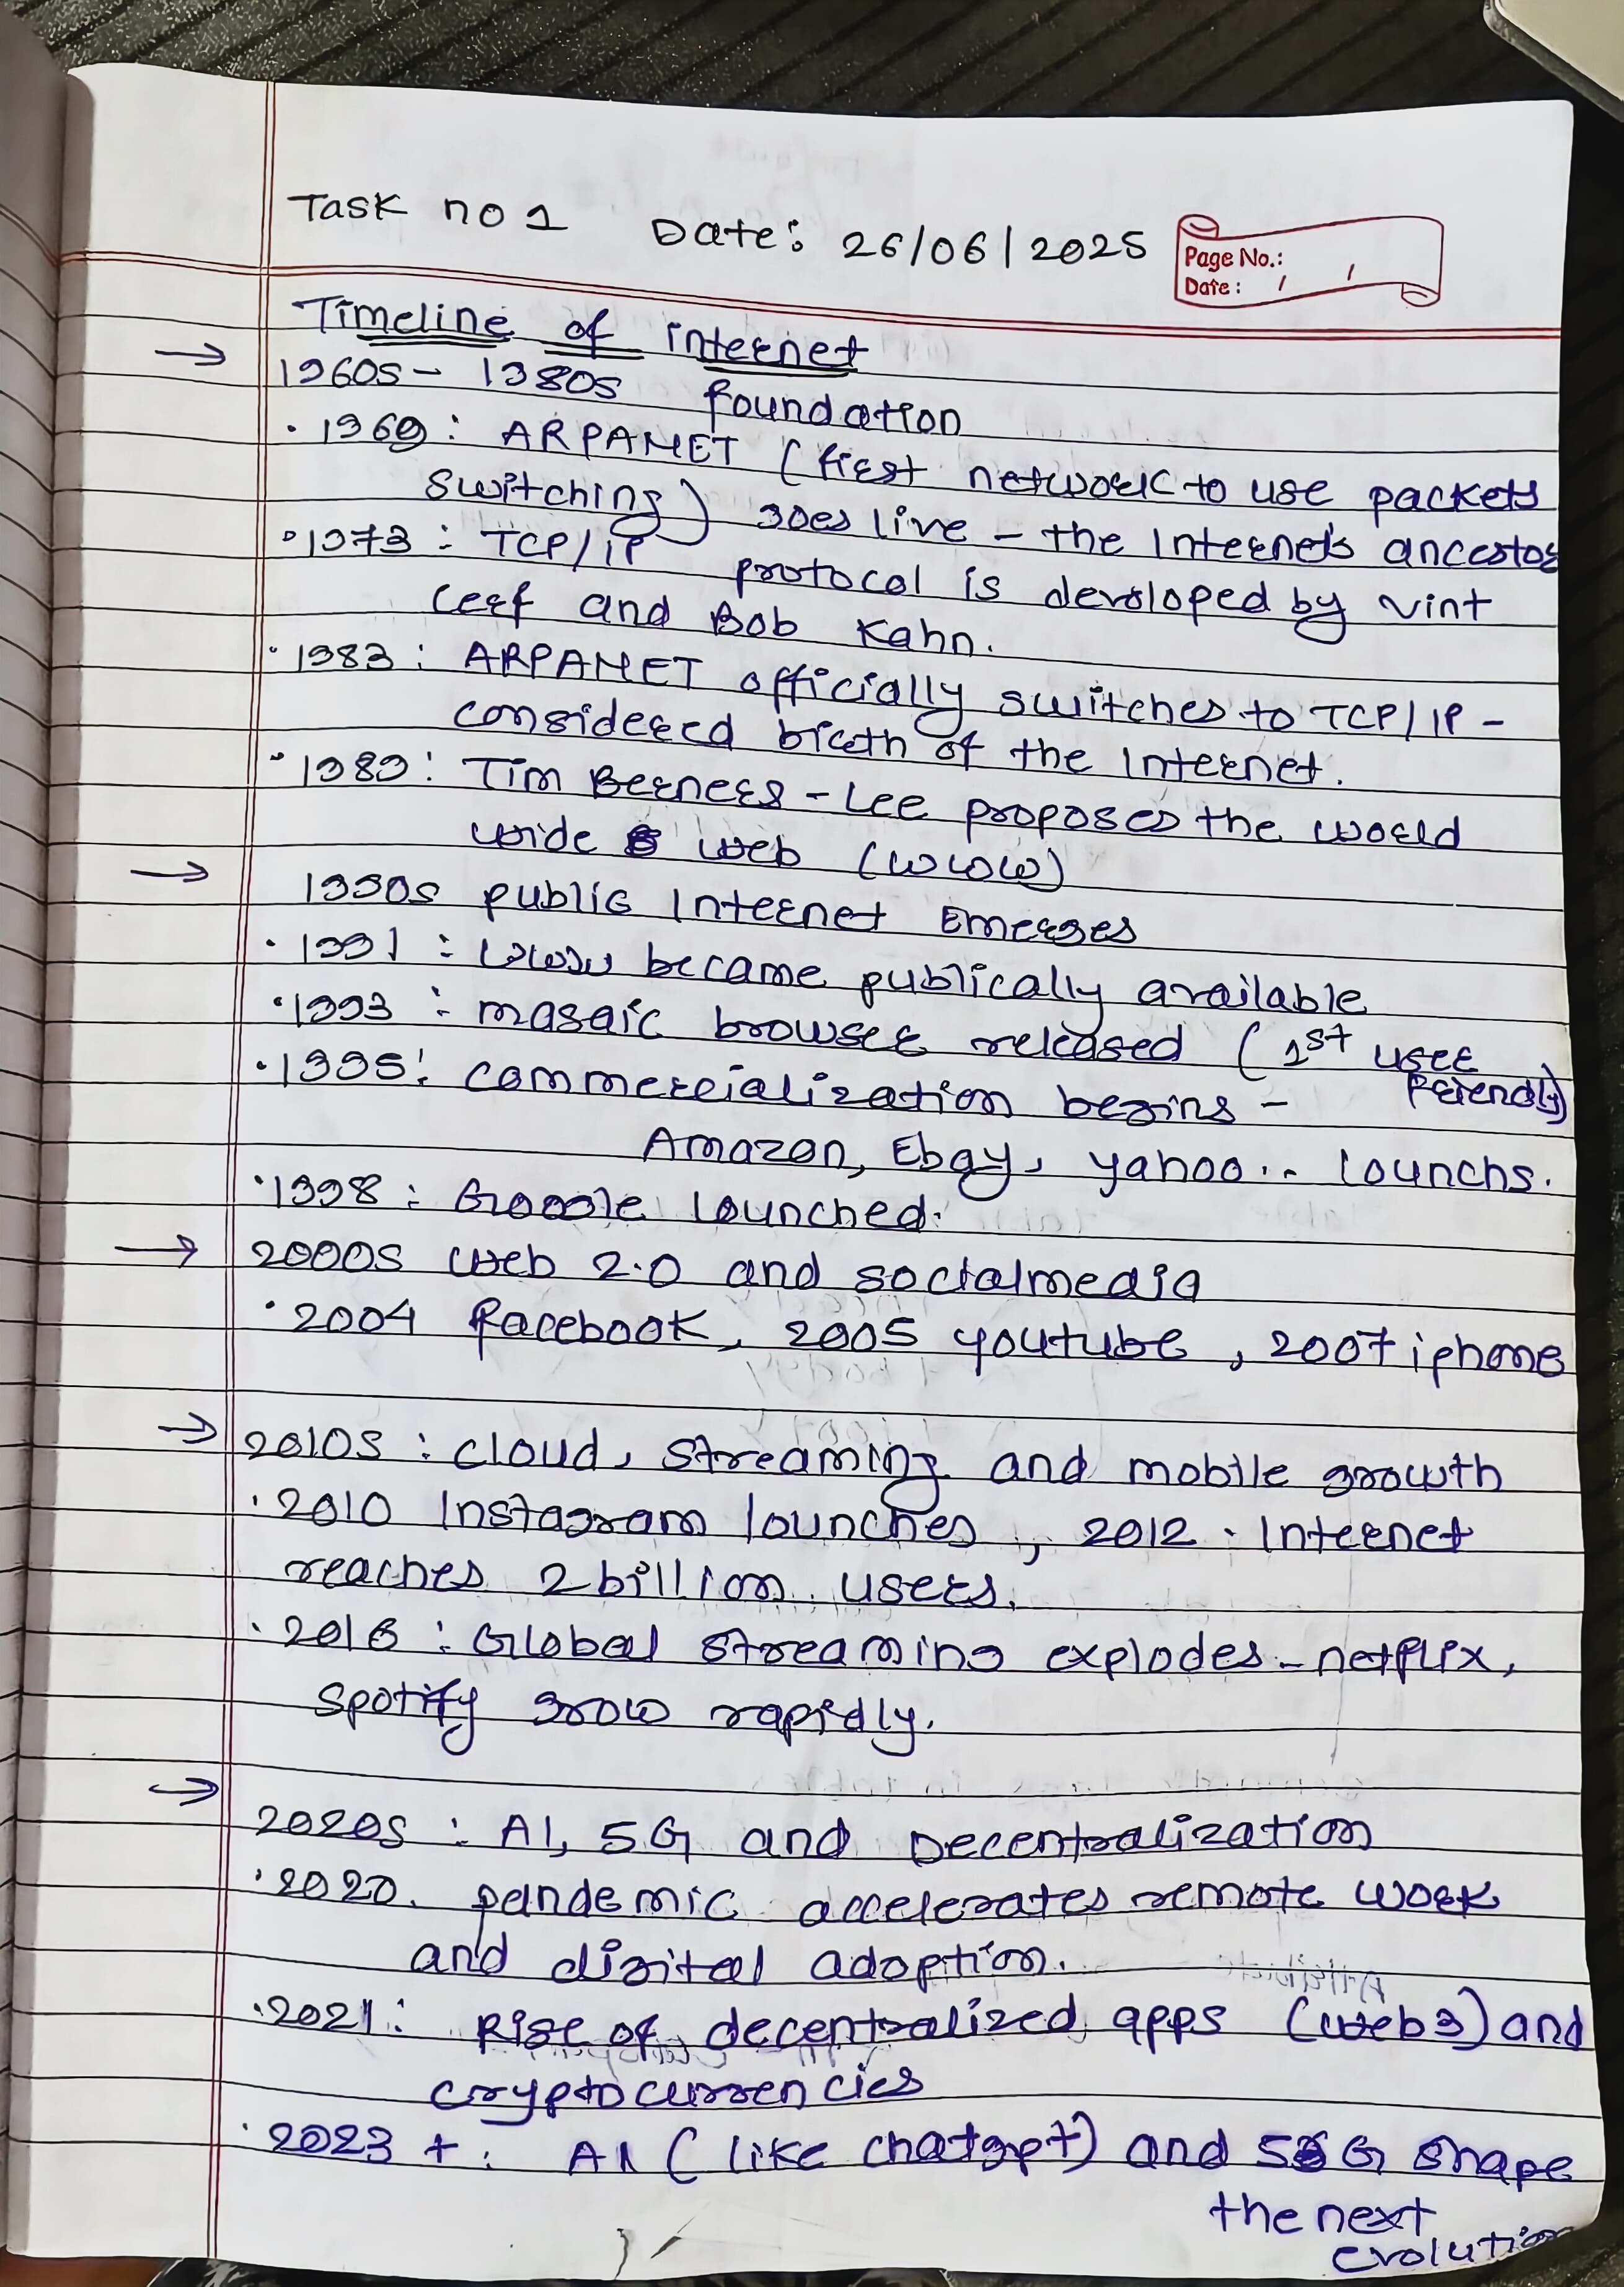 Task no 1 Date: 26/06/2025
Page No.:
Date: / /
Timeline of internet
→ 1960s - 1980s foundation
· 1969: ARPANET (first network to use packets
switching) goes live - the Internet's ancestor
· 1973: TCP/IP protocol is devoloped by vint
cerf and Bob Kahn.
· 1983: ARPANET officially switches to TCP/IP -
considered birth of the Internet.
· 1989: Tim Berners-Lee proposes the world
wide web (www)
→ 1990s public Internet Emerges
· 1991: www became publically available
· 1993: masaic browser released (1st user
friendly)
· 1995: commercialization begins -
Amazon, Ebay, yahoo.. lounchs.
· 1998: Google lounched.
→ 2000s web 2.0 and socialmedia
· 2004 facebook, 2005 youtube, 2007 iphone
→ 2010s: cloud, streaming and mobile growth
· 2010 Instagram lounches, 2012 · Internet
reaches 2 billion users.
· 2016: Global streaming explodes - netflix,
spotify grow rapidly.
→ 2020s: AI, 5G and Decentralization
· 2020. pandemic accelerates remote work
and digital adoption.
· 2021: Rise of decentralized apps (web3) and
cryptocurrencies
· 2023+: AI (like chatgpt) and 5G shape
the next
evolution